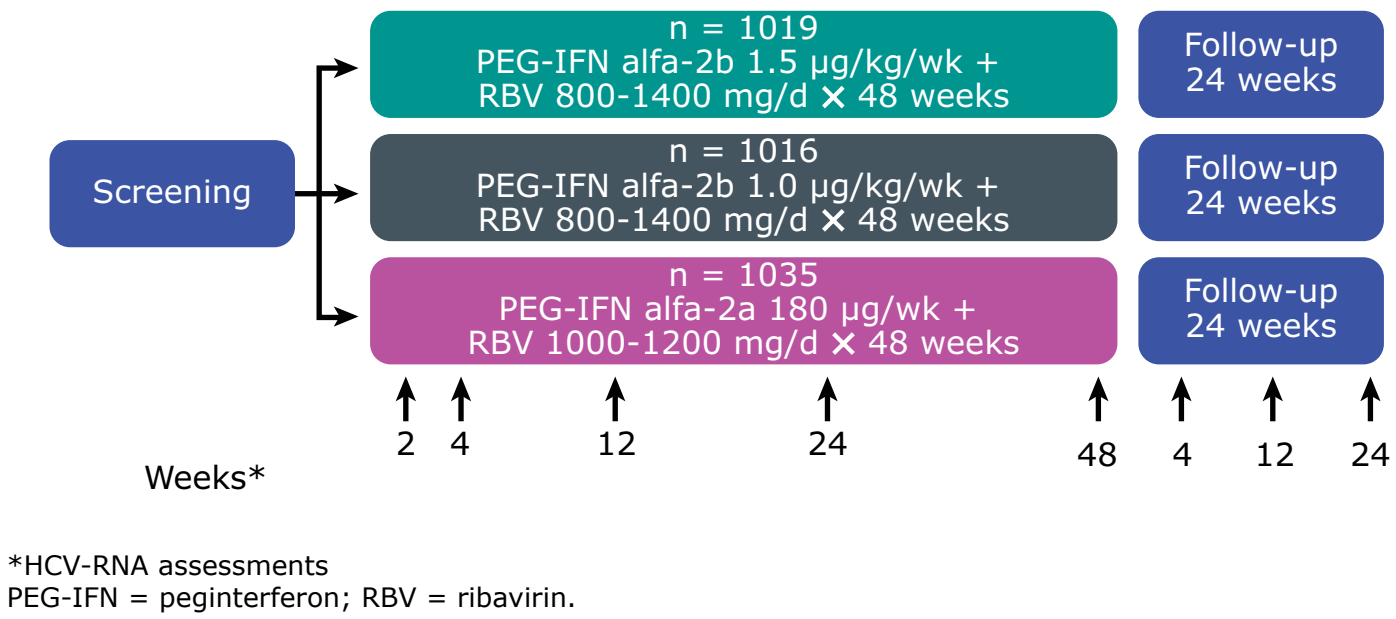 Screening
n = 1019
PEG-IFN alfa-2b 1.5 µg/kg/wk +
RBV 800-1400 mg/d × 48 weeks
Follow-up
24 weeks
n = 1016
PEG-IFN alfa-2b 1.0 µg/kg/wk +
RBV 800-1400 mg/d × 48 weeks
Follow-up
24 weeks
n = 1035
PEG-IFN alfa-2a 180 µg/wk +
RBV 1000-1200 mg/d × 48 weeks
Follow-up
24 weeks
2 4 12 24 48 4 12 24
Weeks*
*HCV-RNA assessments
PEG-IFN = peginterferon; RBV = ribavirin.